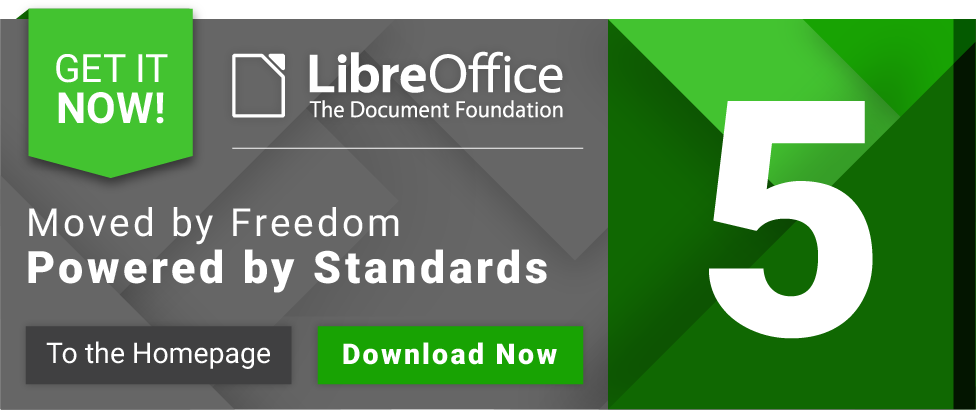 GET IT
NOW!
LibreOffice
The Document Foundation
Moved by Freedom
Powered by Standards
To the Homepage
Download Now
5